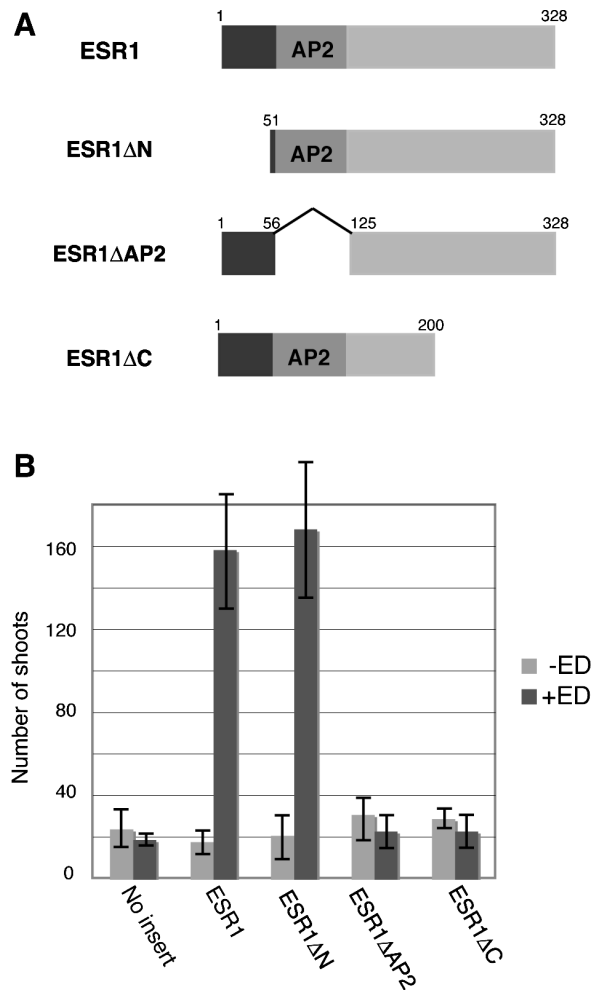 A
1 328
ESR1 AP2
51 328
ESR1ΔN AP2
1 56 125 328
ESR1ΔAP2
1 200
ESR1ΔC AP2
B
Number of shoots
160
120
80
40
0
-ED
+ED
No insert
ESR1
ESR1ΔN
ESR1ΔAP2
ESR1ΔC